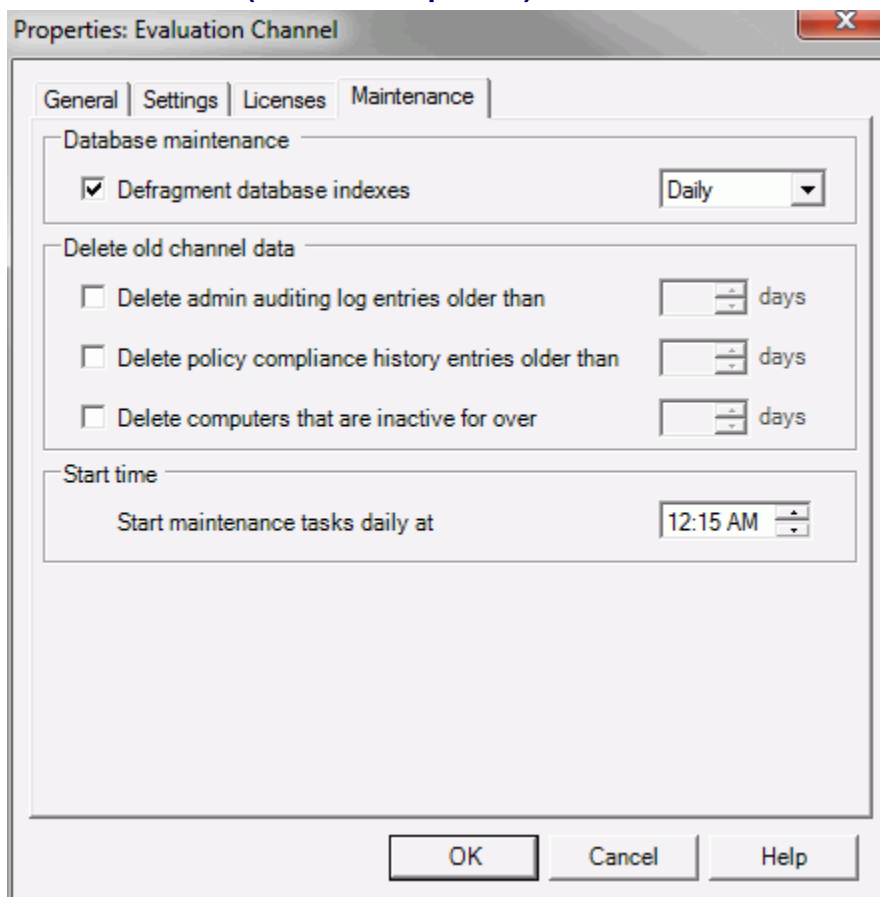 Properties: Evaluation Channel
X
General Settings Licenses Maintenance
Database maintenance
Defragment database indexes Daily
Delete old channel data
Delete admin auditing log entries older than days
Delete policy compliance history entries older than days
Delete computers that are inactive for over days
Start time
Start maintenance tasks daily at 12:15 AM
OK Cancel Help